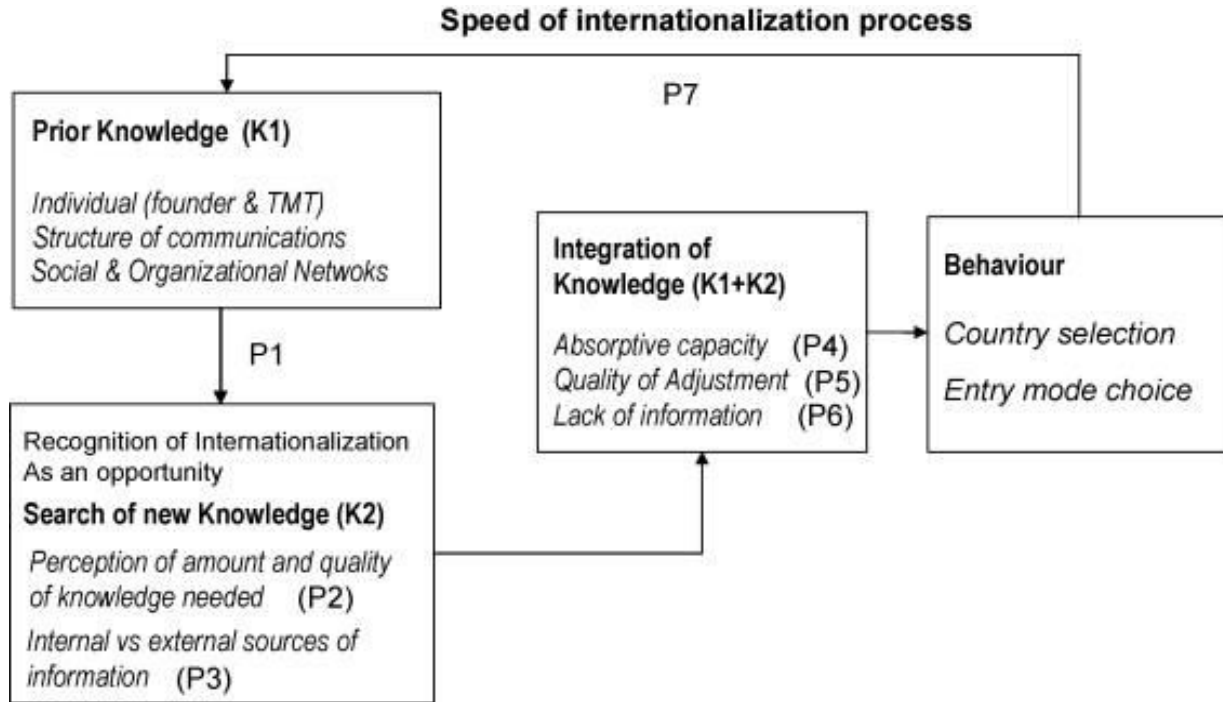 Speed of internationalization process
P7
Prior Knowledge (K1)
Individual (founder & TMT)
Structure of communications
Social & Organizational Netwoks
P1
Recognition of Internationalization
As an opportunity
Search of new Knowledge (K2)
Perception of amount and quality
of knowledge needed (P2)
Internal vs external sources of
information (P3)
Integration of
Knowledge (K1+K2)
Absorptive capacity (P4)
Quality of Adjustment (P5)
Lack of information (P6)
Behaviour
Country selection
Entry mode choice